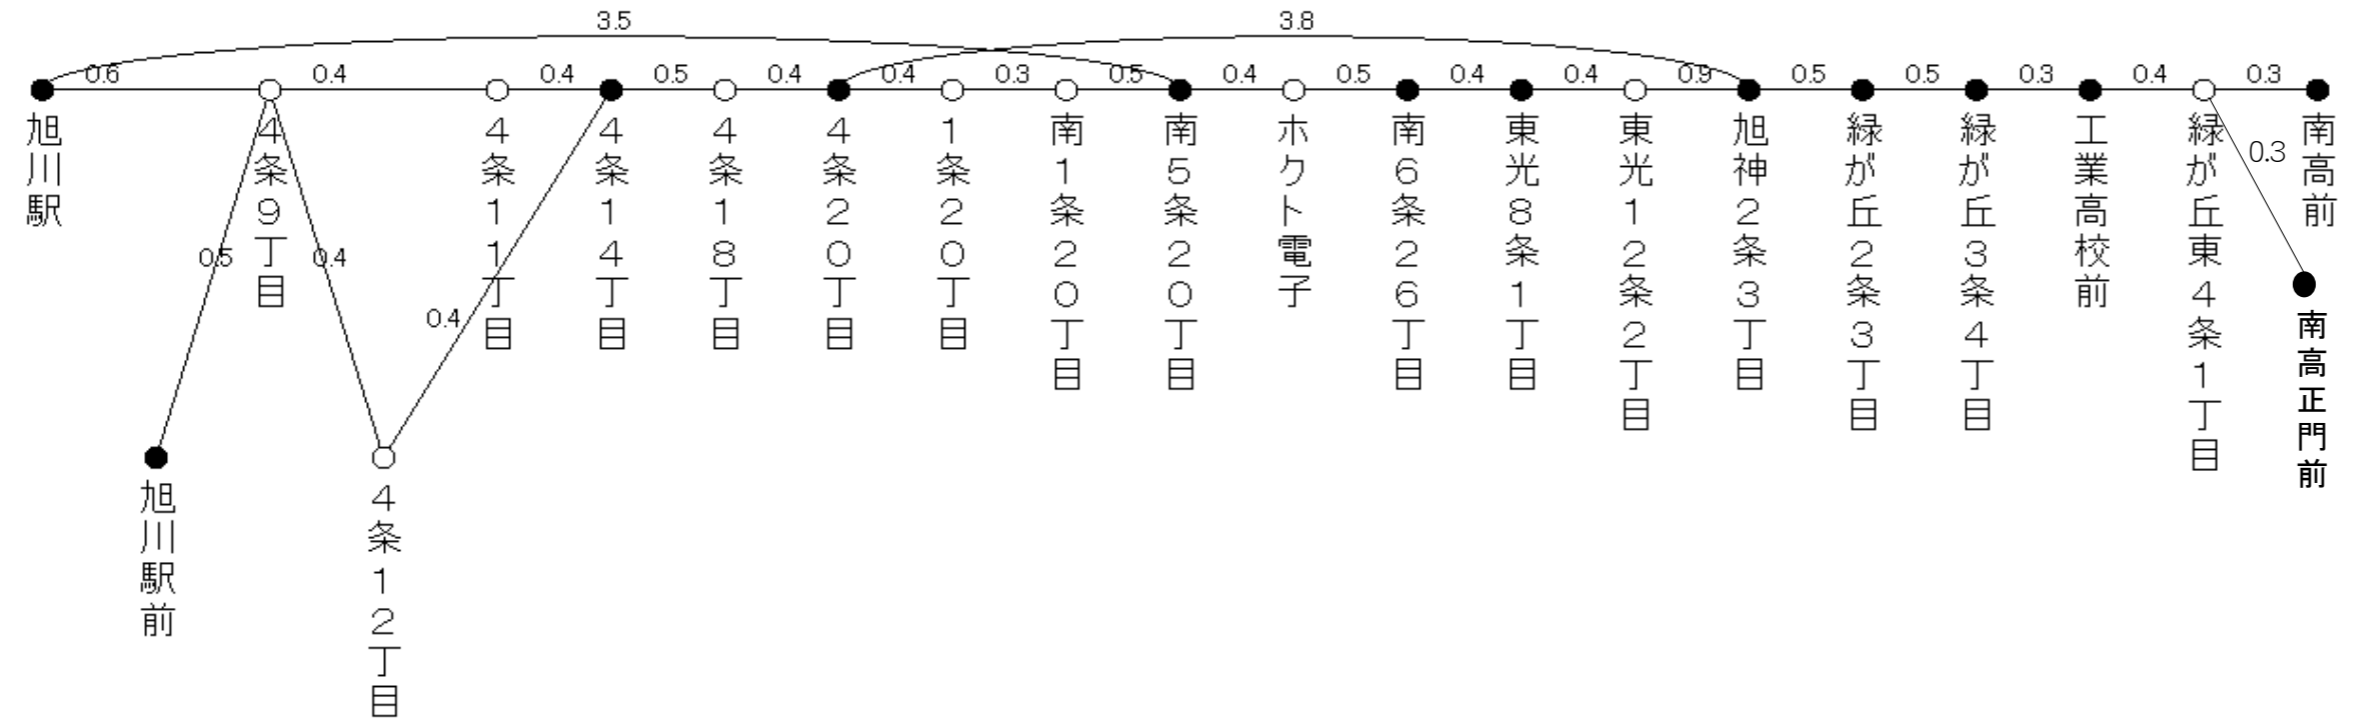 3.5
3.8
0.6
0.4
0.4
0.5
0.4
0.4
0.3
0.5
0.4
0.5
0.4
0.4
0.9
0.5
0.5
0.3
0.4
0.3
旭川駅
4条9丁目
4条11丁目
4条14丁目
4条18丁目
4条20丁目
1条20丁目
南1条20丁目
南5条20丁目
ホクト電子
南6条26丁目
東光8条1丁目
東光12条2丁目
旭神2条3丁目
緑が丘2条3丁目
緑が丘3条4丁目
工業高校前
緑が丘東4条1丁目
南高前
0.3
0.5
0.4
0.4
南高正門前
旭川駅前
4条12丁目